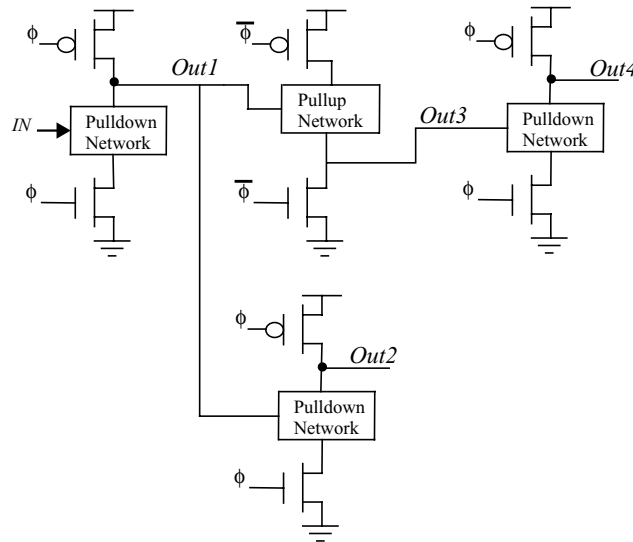 ϕ
ϕ̅
ϕ
Out1
Out4
Pullup
Network
Out3
IN
Pulldown
Network
Pulldown
Network
ϕ
ϕ̅
ϕ
ϕ
Out2
Pulldown
Network
ϕ